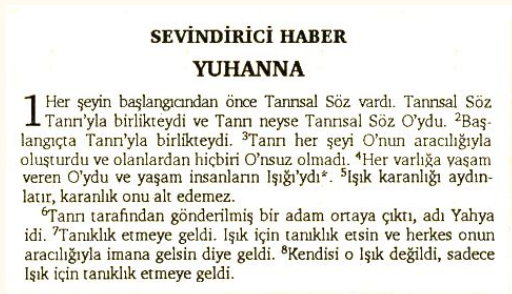 SEVİNDİRİCİ HABER
YUHANNA
1 Her şeyin başlangıcından önce Tanrısal Söz vardı. Tanrısal Söz
Tanrı'yla birlikteydi ve Tanrı neyse Tanrısal Söz O'ydu. ²Baş-
langıçta Tanrı'yla birlikteydi. ³Tanrı her şeyi O'nun aracılığıyla
oluşturdu ve olanlardan hiçbiri O'nsuz olmadı. ⁴Her varlığa yaşam
veren O'ydu ve yaşam insanların Işığı'ydı*. ⁵Işık karanlığı aydın-
latır, karanlık onu alt edemez.
⁶Tanrı tarafından gönderilmiş bir adam ortaya çıktı, adı Yahya
idi. ⁷Tanıklık etmeye geldi. Işık için tanıklık etsin ve herkes onun
aracılığıyla imana gelsin diye geldi. ⁸Kendisi o Işık değildi, sadece
Işık için tanıklık etmeye geldi.